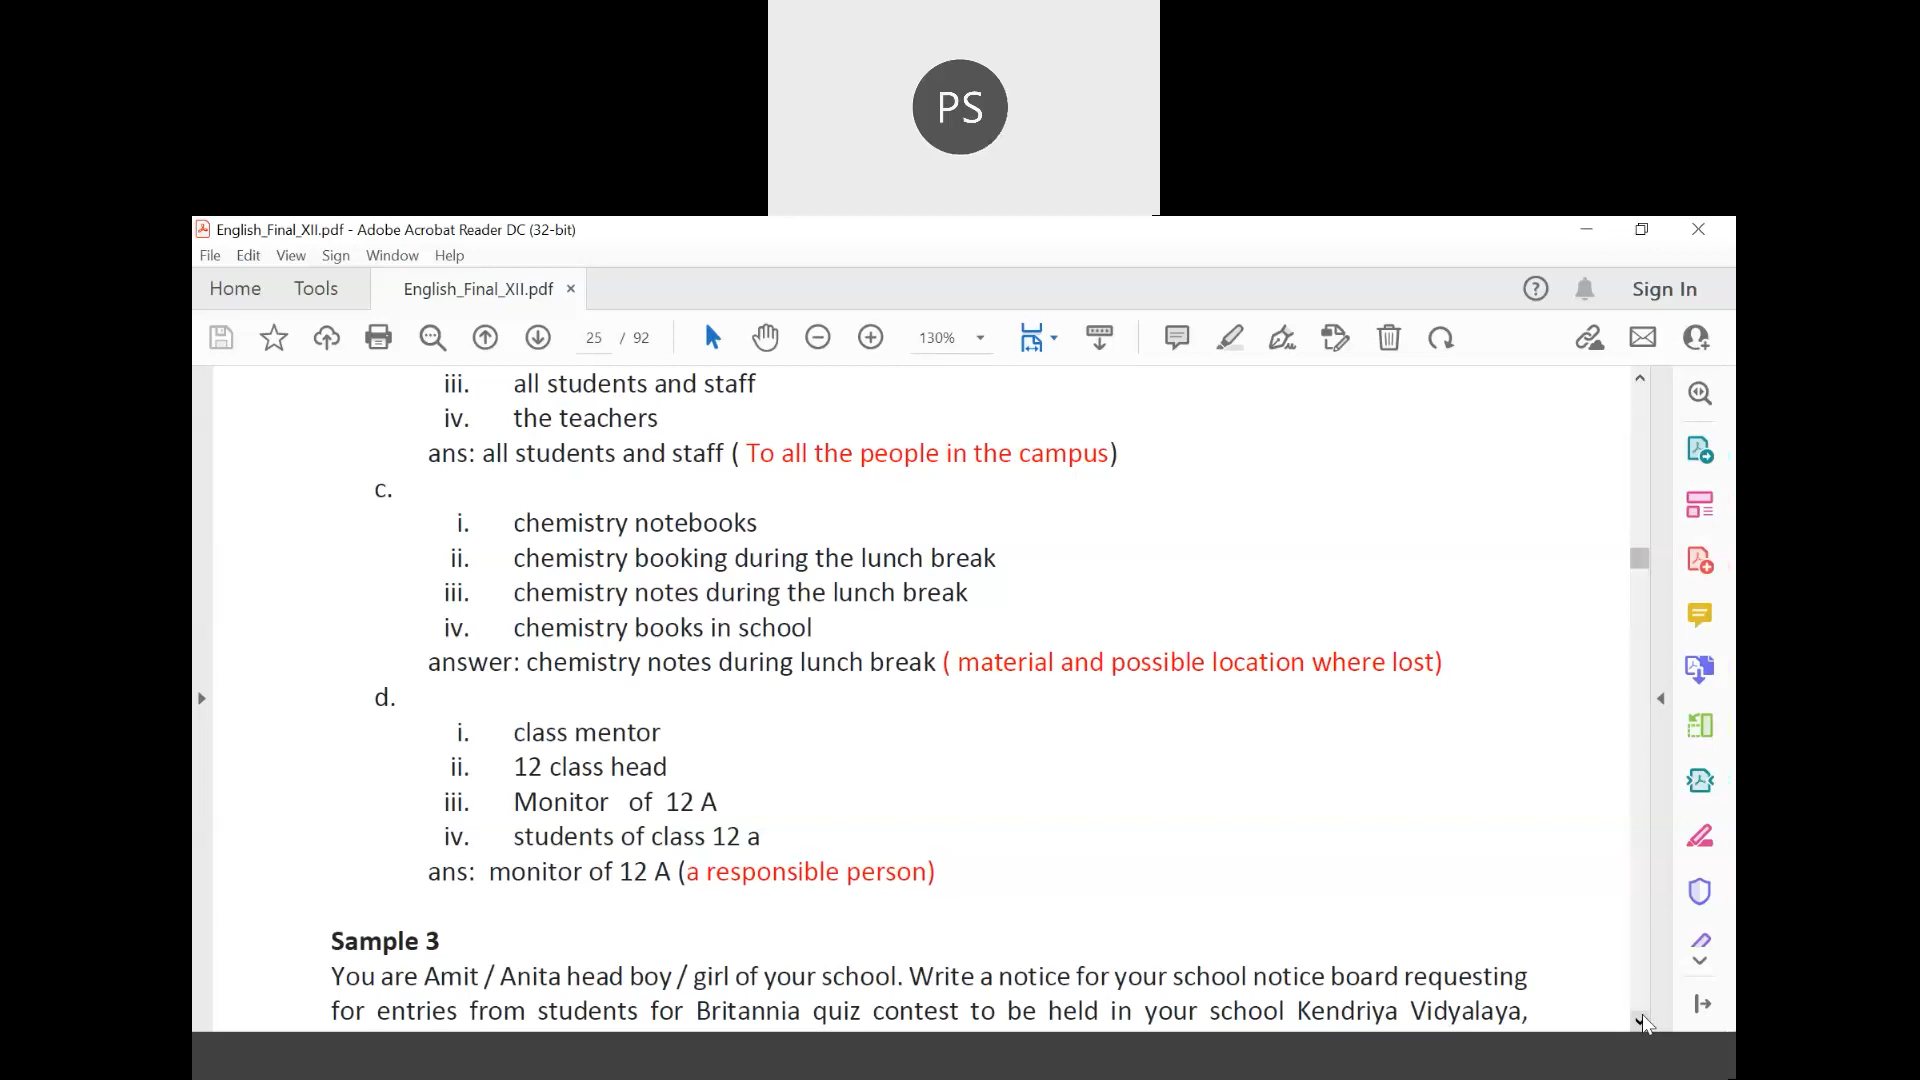 PS
English_Final_XII.pdf - Adobe Acrobat Reader DC (32-bit)
File Edit View Sign Window Help
Home Tools English_Final_XII.pdf × Sign In
25 / 92 130%
iii. all students and staff
iv. the teachers
ans: all students and staff ( To all the people in the campus)
c.
i. chemistry notebooks
ii. chemistry booking during the lunch break
iii. chemistry notes during the lunch break
iv. chemistry books in school
answer: chemistry notes during lunch break ( material and possible location where lost)
d.
i. class mentor
ii. 12 class head
iii. Monitor of 12 A
iv. students of class 12 a
ans: monitor of 12 A (a responsible person)
Sample 3
You are Amit / Anita head boy / girl of your school. Write a notice for your school notice board requesting
for entries from students for Britannia quiz contest to be held in your school Kendriya Vidyalaya,